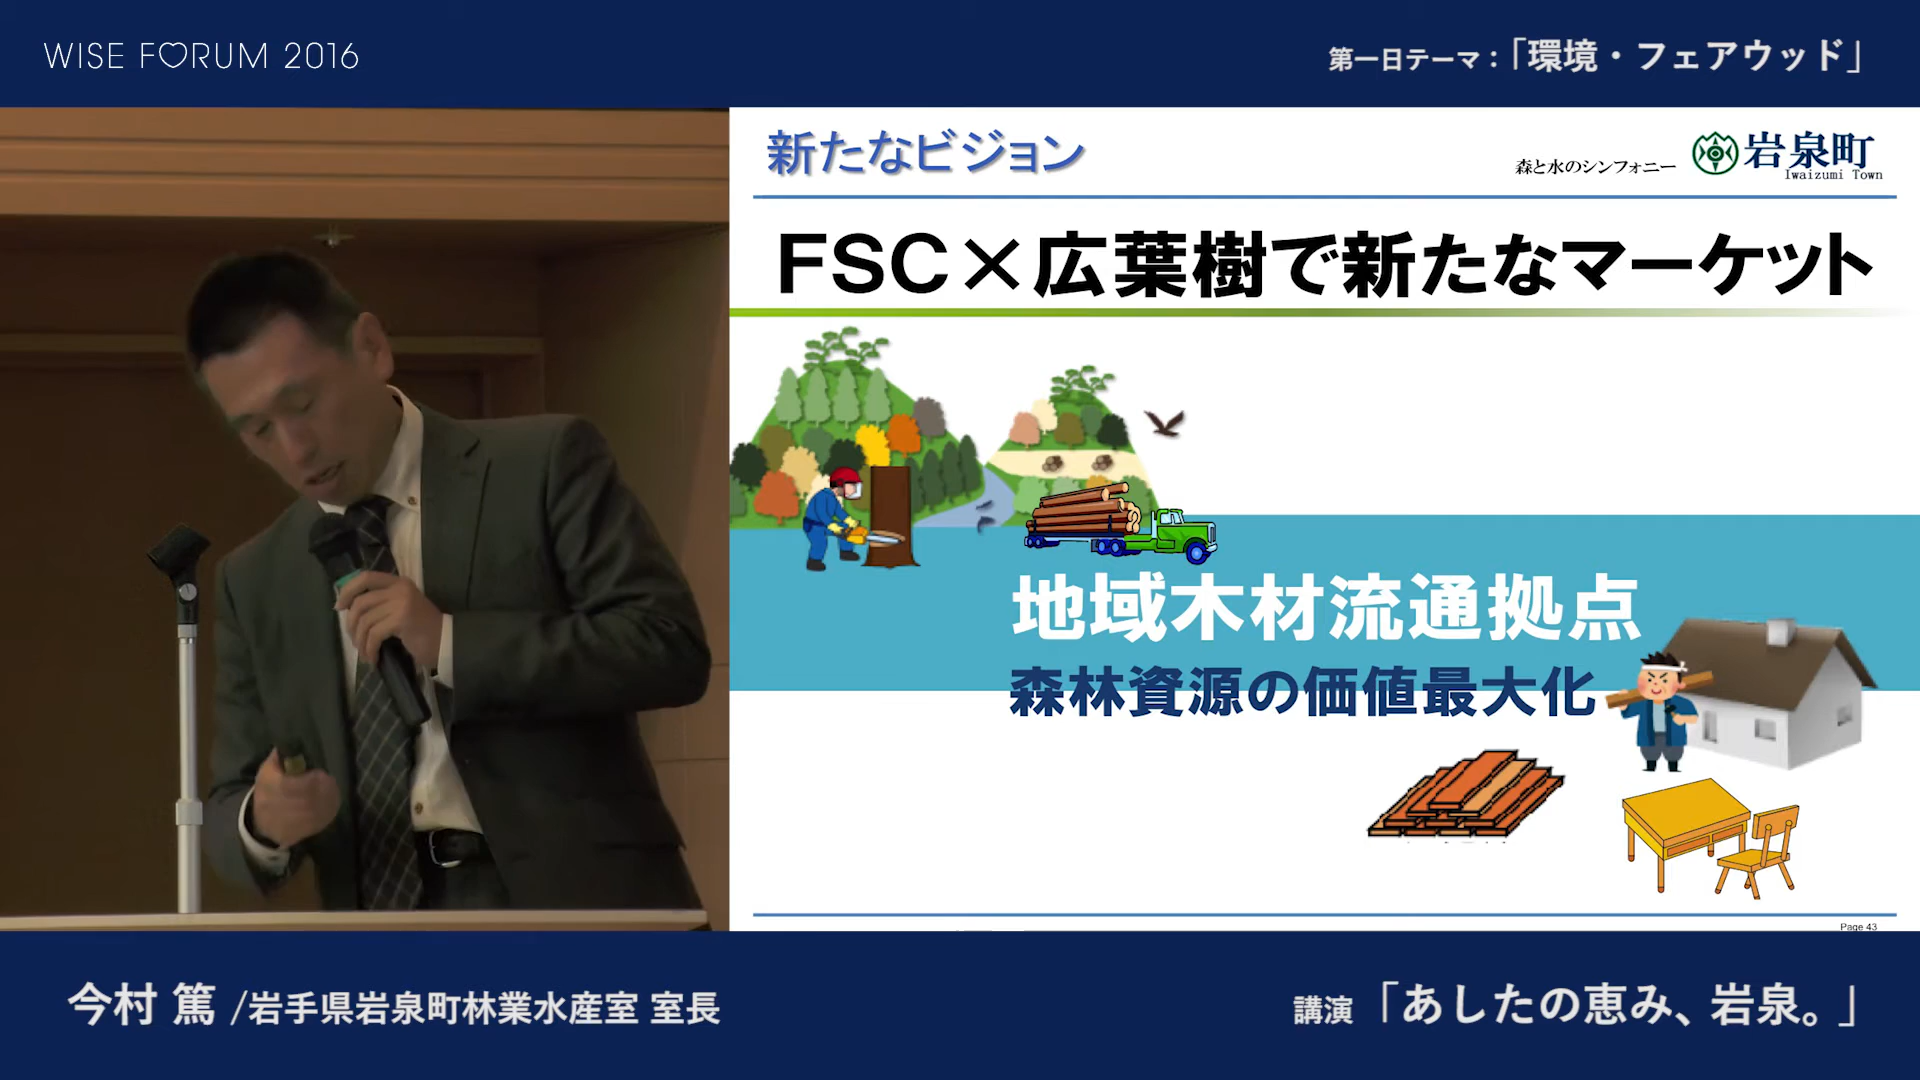 WISE FORUM 2016
第一日テーマ：「環境・フェアウッド」
新たなビジョン
森と水のシンフォニー
岩泉町
Iwaizumi Town
FSC×広葉樹で新たなマーケット
地域木材流通拠点
森林資源の価値最大化
Page 43
今村 篤 /岩手県岩泉町林業水産室 室長
講演「あしたの恵み、岩泉。」